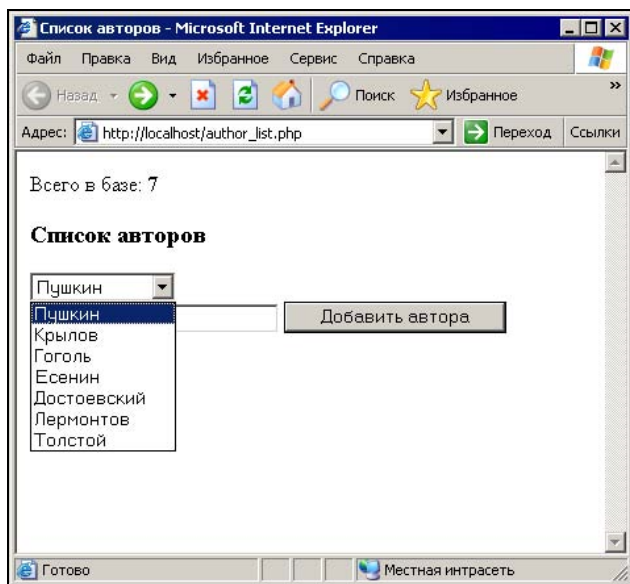 Список авторов - Microsoft Internet Explorer
Файл Правка Вид Избранное Сервис Справка
Назад Поиск Избранное »
Адрес: http://localhost/author_list.php Переход Ссылки
Всего в базе: 7
Список авторов
Пушкин
Пушкин Добавить автора
Крылов
Гоголь
Есенин
Достоевский
Лермонтов
Толстой
Готово Местная интрасеть